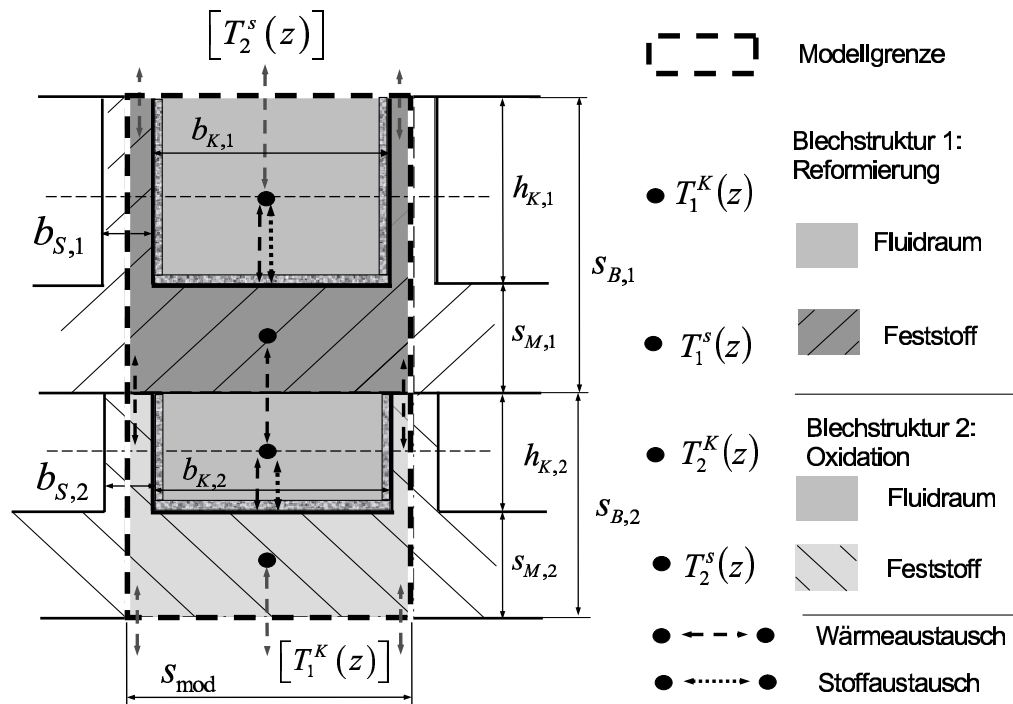 [T_2^s(z)]
b_{K,1}
h_{K,1}
b_{S,1}
s_{B,1}
s_{M,1}
h_{K,2}
b_{K,2}
b_{S,2}
s_{B,2}
s_{M,2}
[T_1^K(z)]
s_{mod}
Modellgrenze
Blechstruktur 1:
Reformierung
T_1^K(z)
Fluidraum
T_1^s(z)
Feststoff
Blechstruktur 2:
Oxidation
T_2^K(z)
Fluidraum
T_2^s(z)
Feststoff
Wärmeaustausch
Stoffaustausch